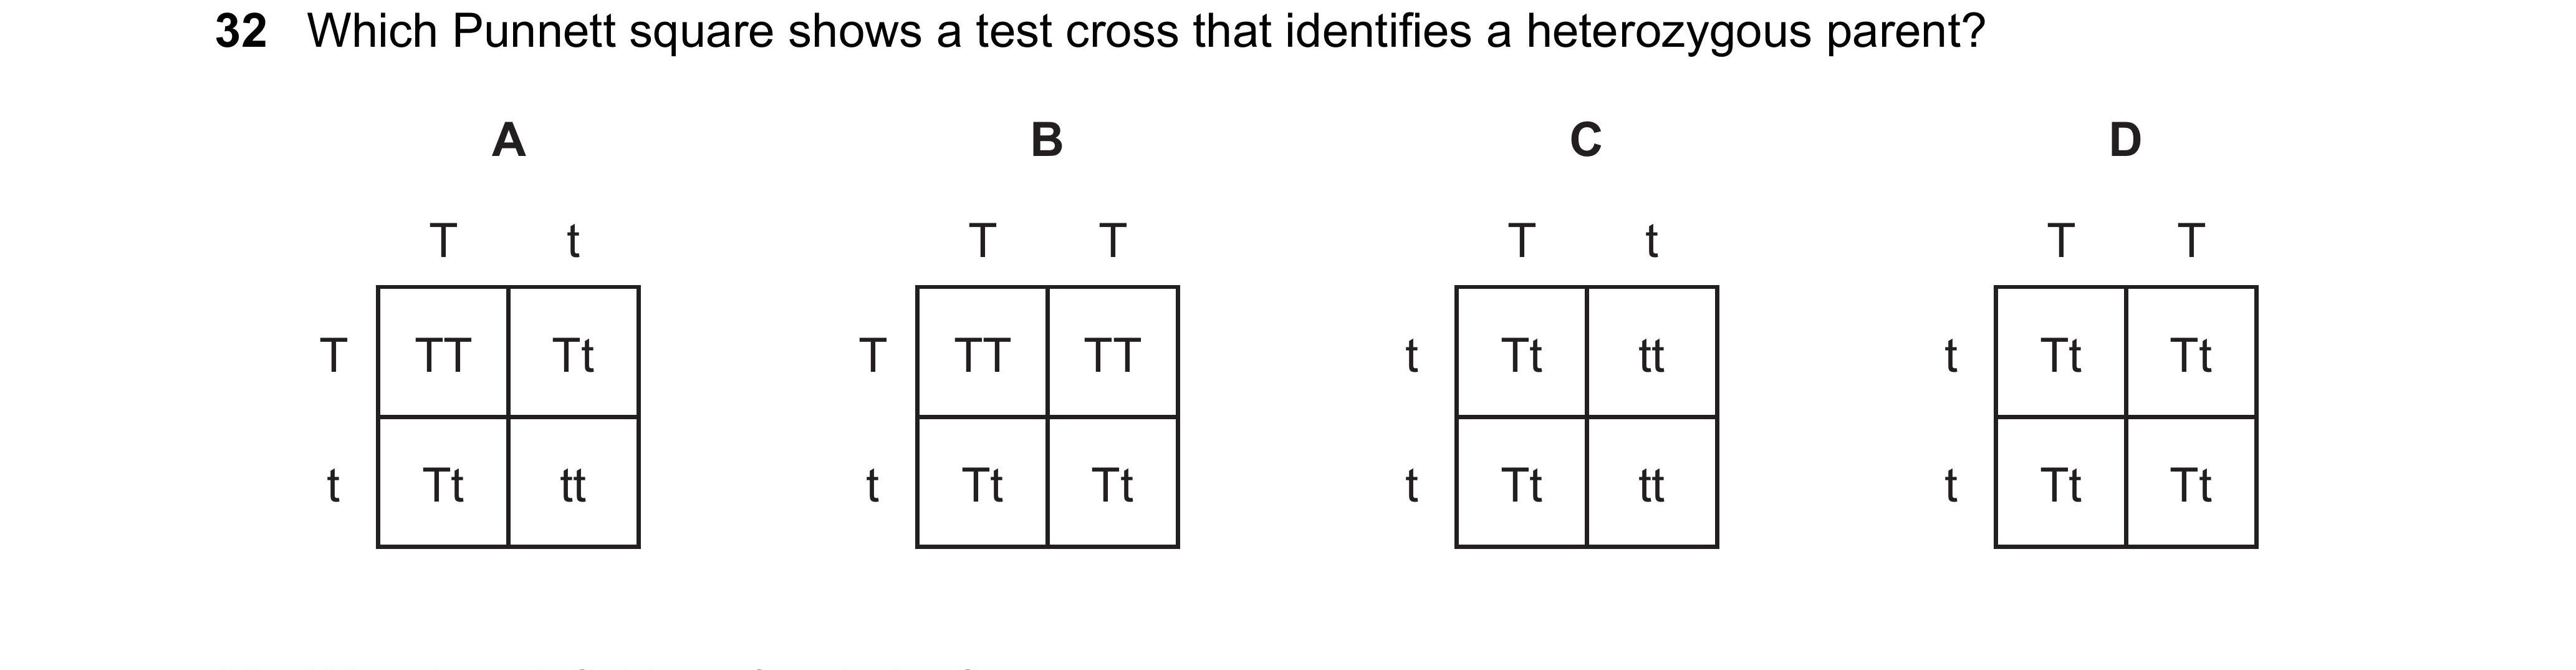 32 Which Punnett square shows a test cross that identifies a heterozygous parent?
A B C D
T t T T T t T T
T TT Tt T TT TT t Tt tt t Tt Tt
t Tt tt t Tt Tt t Tt tt t Tt Tt